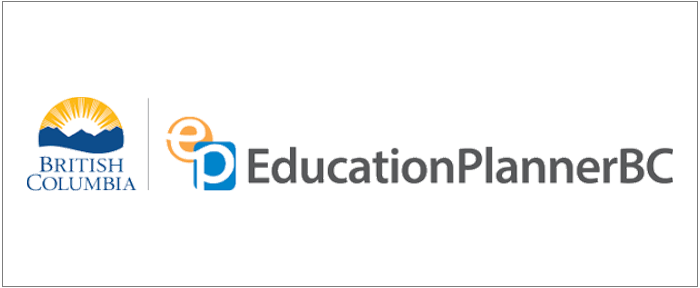 BRITISH
COLUMBIA
ep EducationPlannerBC